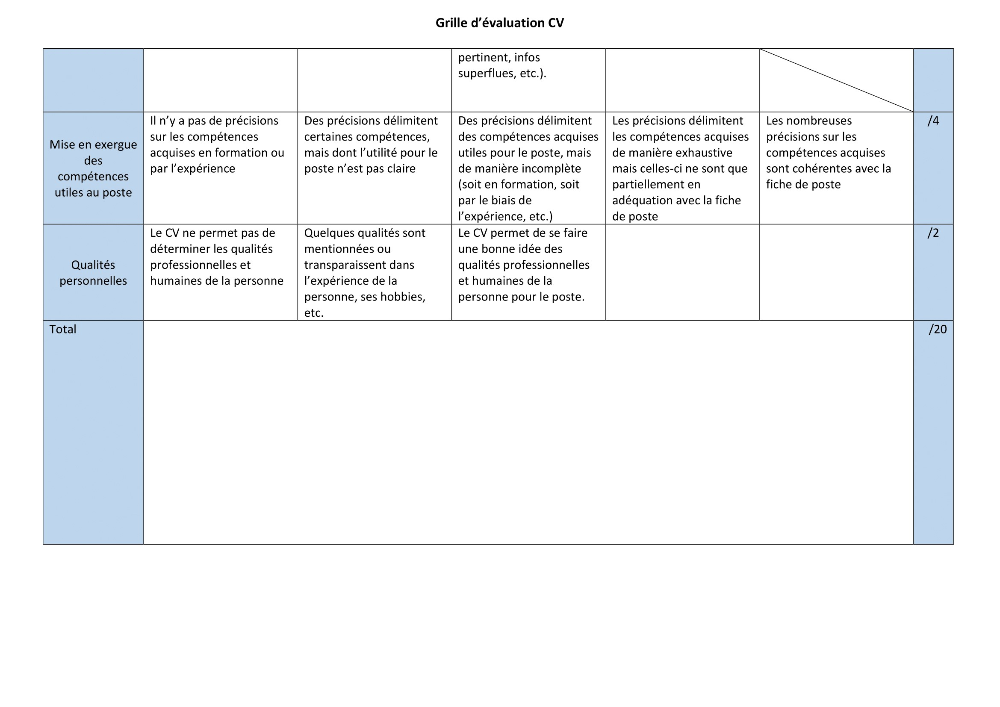 Grille d’évaluation CV
pertinent, infos
superflues, etc.).
Mise en exergue
des
compétences
utiles au poste
Il n’y a pas de précisions
sur les compétences
acquises en formation ou
par l’expérience
Des précisions délimitent
certaines compétences,
mais dont l’utilité pour le
poste n’est pas claire
Des précisions délimitent
des compétences acquises
utiles pour le poste, mais
de manière incomplète
(soit en formation, soit
par le biais de
l’expérience, etc.)
Les précisions délimitent
les compétences acquises
de manière exhaustive
mais celles-ci ne sont que
partiellement en
adéquation avec la fiche
de poste
Les nombreuses
précisions sur les
compétences acquises
sont cohérentes avec la
fiche de poste
/4
Qualités
personnelles
Le CV ne permet pas de
déterminer les qualités
professionnelles et
humaines de la personne
Quelques qualités sont
mentionnées ou
transparaissent dans
l’expérience de la
personne, ses hobbies,
etc.
Le CV permet de se faire
une bonne idée des
qualités professionnelles
et humaines de la
personne pour le poste.
/2
Total
/20